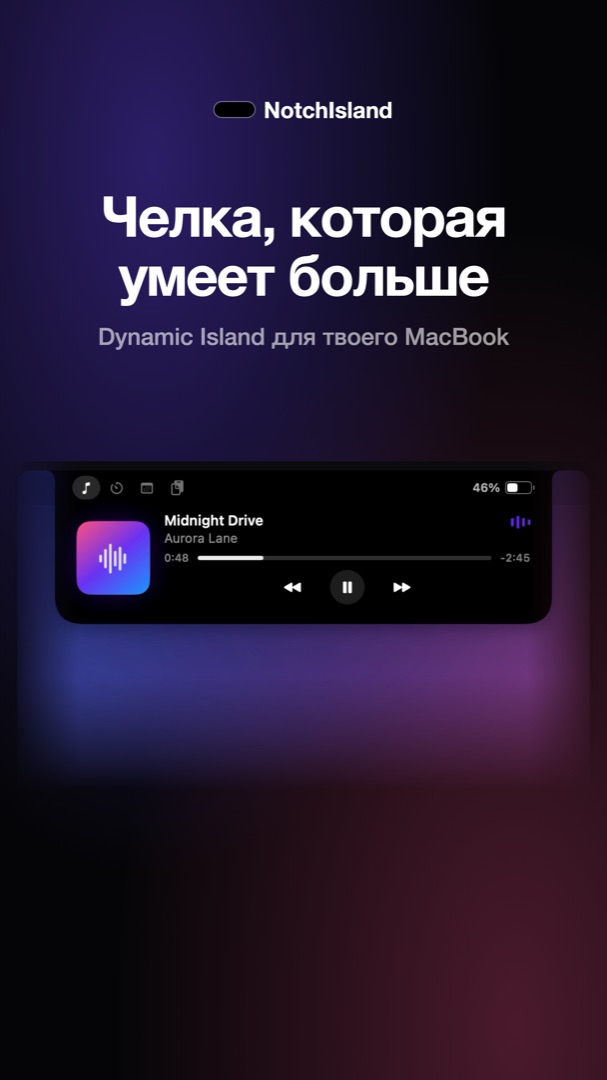 NotchIsland
Челка, которая
умеет больше
Dynamic Island для твоего MacBook
46%
Midnight Drive
Aurora Lane
0:48
-2:45